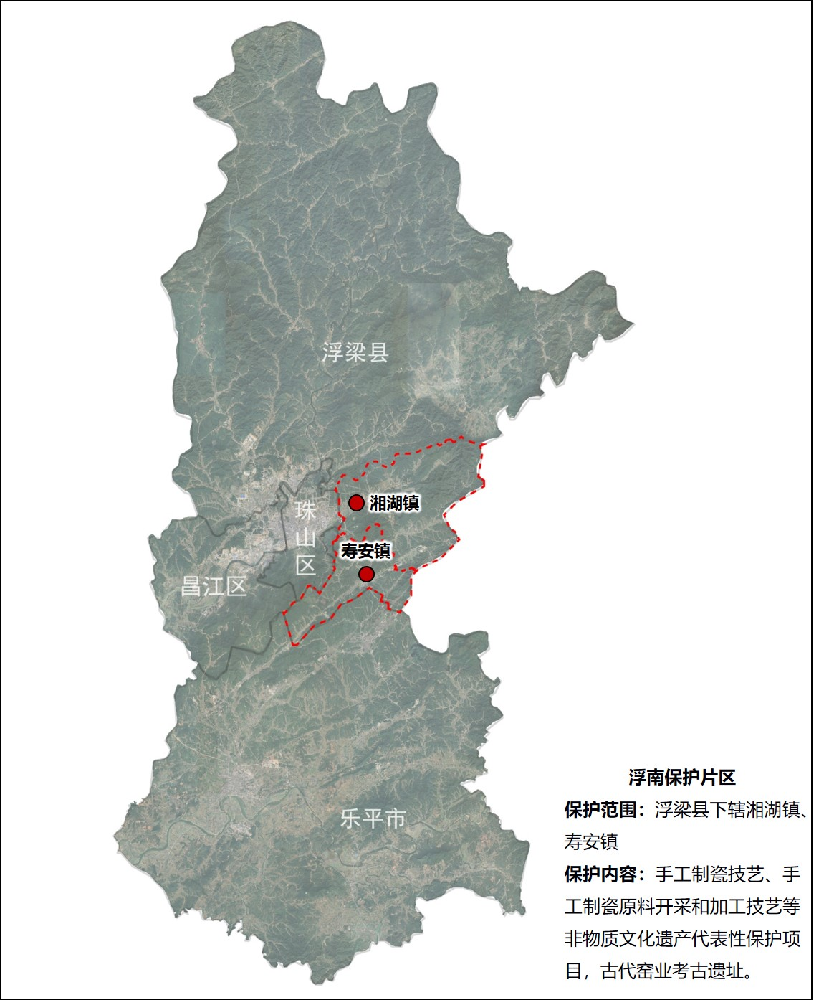 浮梁县
湘湖镇
珠山区
寿安镇
昌江区
乐平市
浮南保护片区
保护范围：浮梁县下辖湘湖镇、
寿安镇
保护内容：手工制瓷技艺、手
工制瓷原料开采和加工技艺等
非物质文化遗产代表性保护项
目，古代窑业考古遗址。